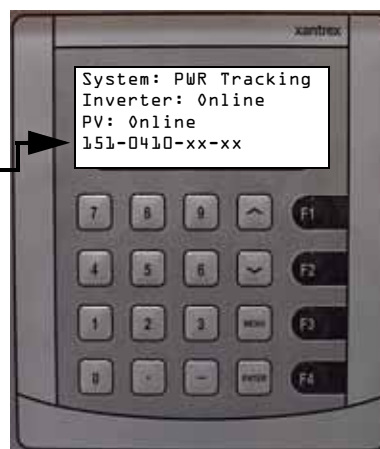 xantrex
System: PWR Tracking
Inverter: Online
PV: Online
151-0410-xx-xx
7 8 9 F1
4 5 6 F2
1 2 3 MENU F3
0 . - ENTER F4